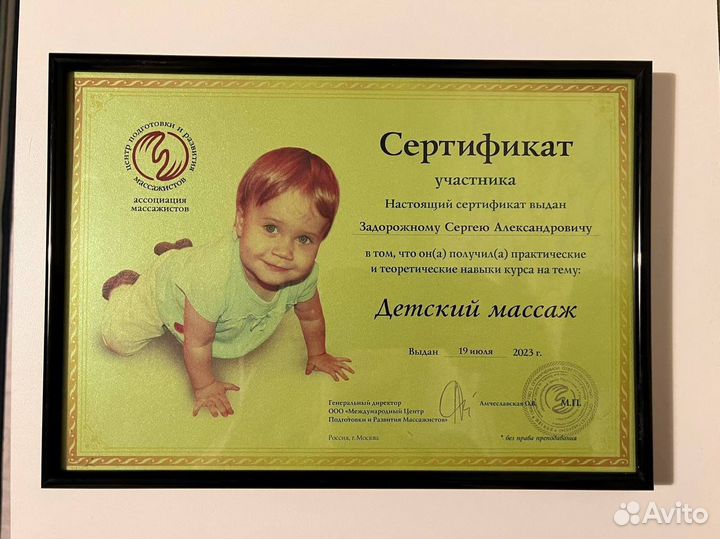 центр подготовки и развития
массажистов
ассоциация
массажистов
Сертификат
участника
Настоящий сертификат выдан
Задорожному Сергею Александровичу
в том, что он(а) получил(а) практические
и теоретические навыки курса на тему:
Детский массаж
Выдан 19 июля 2023 г.
Генеральный директор
ООО «Международный Центр
Подготовки и Развития Массажистов»
Амчеславская О.В.
М.П.
Россия, г. Москва
* без права преподавания
Avito